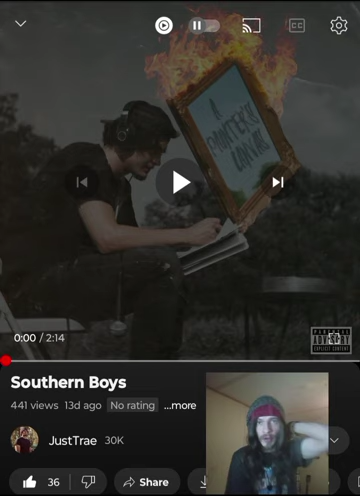 CC
A
PAINTER'S
CANVAS
0:00 / 2:14
PARENTAL
ADVISORY
EXPLICIT CONTENT
Southern Boys
441 views 13d ago No rating ...more
JustTrae 30K
36 Share